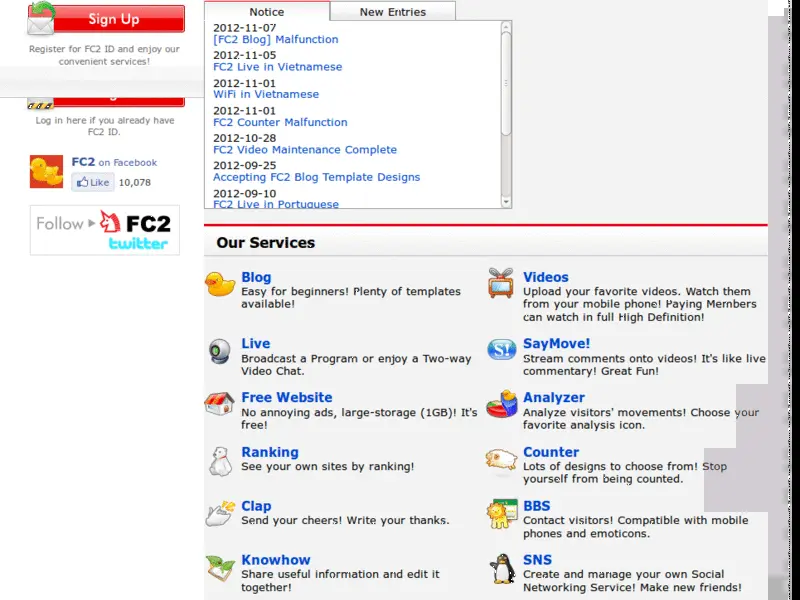 Sign Up
Register for FC2 ID and enjoy our
convenient services!
Log in here if you already have
FC2 ID.
FC2 on Facebook
Like 10,078
Follow FC2
twitter
Notice
New Entries
2012-11-07
[FC2 Blog] Malfunction
2012-11-05
FC2 Live in Vietnamese
2012-11-01
WiFi in Vietnamese
2012-11-01
FC2 Counter Malfunction
2012-10-28
FC2 Video Maintenance Complete
2012-09-25
Accepting FC2 Blog Template Designs
2012-09-10
FC2 Live in Portuguese
Our Services
Blog
Easy for beginners! Plenty of templates
available!
Videos
Upload your favorite videos. Watch them
from your mobile phone! Paying Members
can watch in full High Definition!
Live
Broadcast a Program or enjoy a Two-way
Video Chat.
SayMove!
Stream comments onto videos! It's like live
commentary! Great Fun!
Free Website
No annoying ads, large-storage (1GB)! It's
free!
Analyzer
Analyze visitors' movements! Choose your
favorite analysis icon.
Ranking
See your own sites by ranking!
Counter
Lots of designs to choose from! Stop
yourself from being counted.
Clap
Send your cheers! Write your thanks.
BBS
Contact visitors! Compatible with mobile
phones and emoticons.
Knowhow
Share useful information and edit it
together!
SNS
Create and manage your own Social
Networking Service! Make new friends!